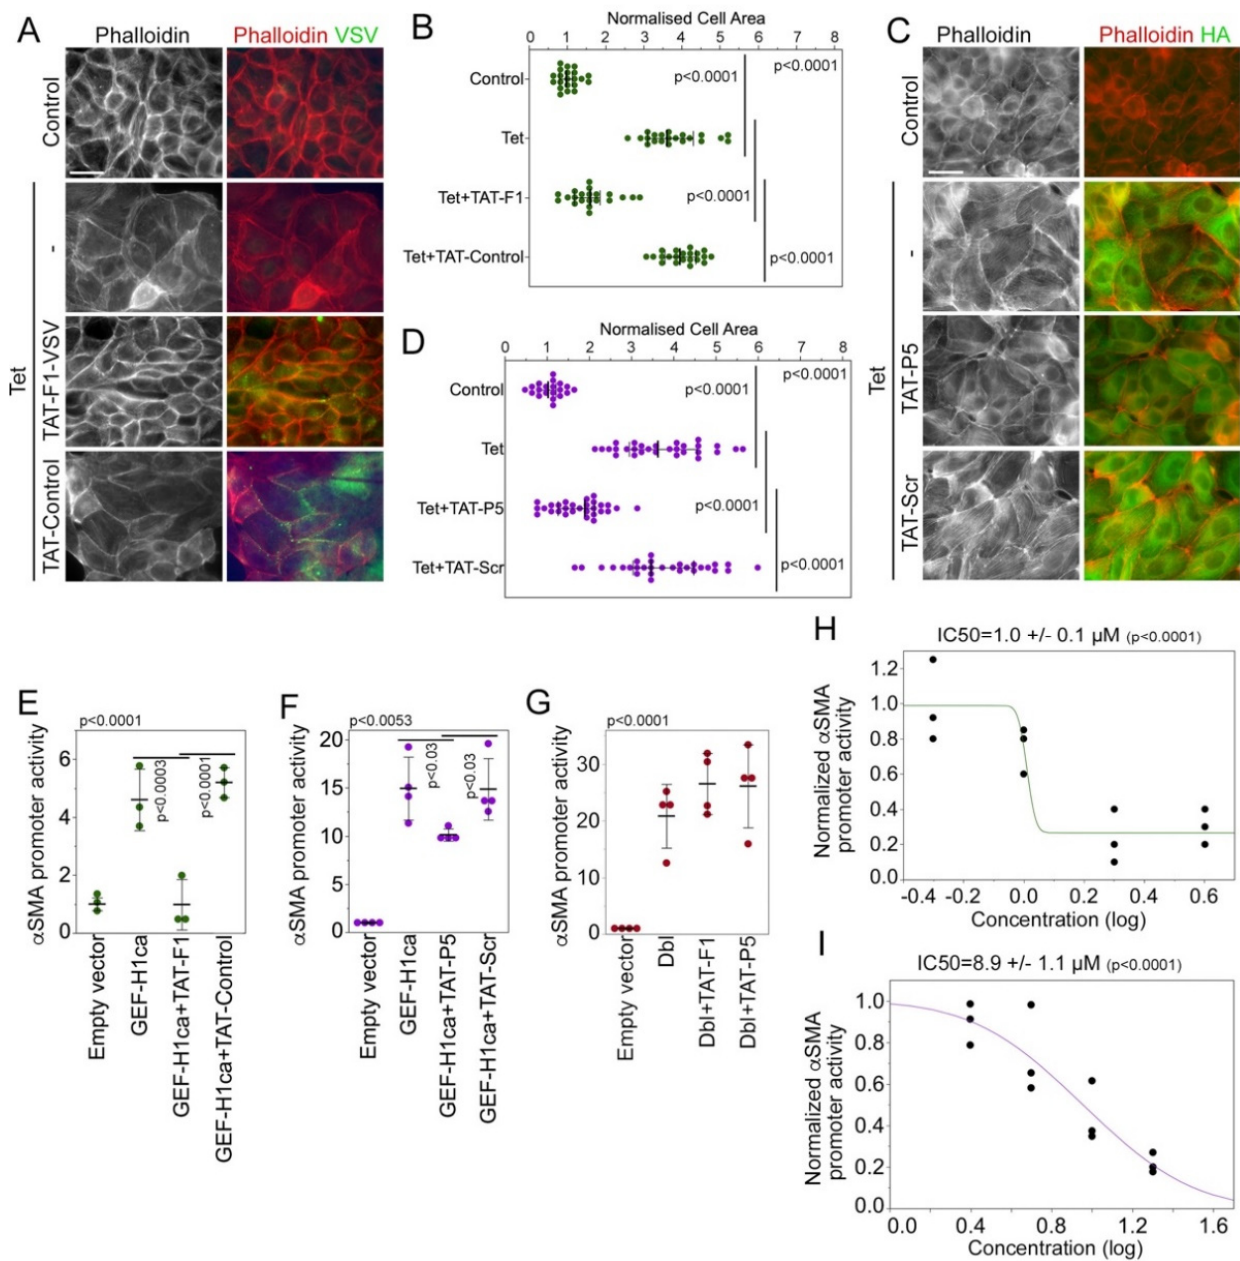 A
Phalloidin
Phalloidin VSV
Control
-
TAT-F1-VSV
TAT-Control
Tet
B
Normalised Cell Area
0 1 2 3 4 5 6 7 8
Control
Tet
Tet+TAT-F1
Tet+TAT-Control
p<0.0001
p<0.0001
p<0.0001
p<0.0001
C
Phalloidin
Phalloidin HA
Control
-
TAT-P5
TAT-Scr
Tet
D
Normalised Cell Area
0 1 2 3 4 5 6 7 8
Control
Tet
Tet+TAT-P5
Tet+TAT-Scr
p<0.0001
p<0.0001
p<0.0001
p<0.0001
E
p<0.0001
αSMA promoter activity
6
4
2
0
p<0.0003
p<0.0001
Empty vector
GEF-H1ca
GEF-H1ca+TAT-F1
GEF-H1ca+TAT-Control
F
p<0.0053
αSMA promoter activity
20
15
10
5
0
p<0.03
p<0.03
Empty vector
GEF-H1ca
GEF-H1ca+TAT-P5
GEF-H1ca+TAT-Scr
G
p<0.0001
αSMA promoter activity
30
20
10
0
Empty vector
Dbl
Dbl+TAT-F1
Dbl+TAT-P5
H
IC50=1.0 +/- 0.1 µM (p<0.0001)
Normalized αSMA
promoter activity
1.2
1.0
0.8
0.6
0.4
0.2
0.0
-0.4 -0.2 0.0 0.2 0.4 0.6
Concentration (log)
I
IC50=8.9 +/- 1.1 µM (p<0.0001)
Normalized αSMA
promoter activity
1.0
0.8
0.6
0.4
0.2
0.0
0.0 0.4 0.8 1.2 1.6
Concentration (log)